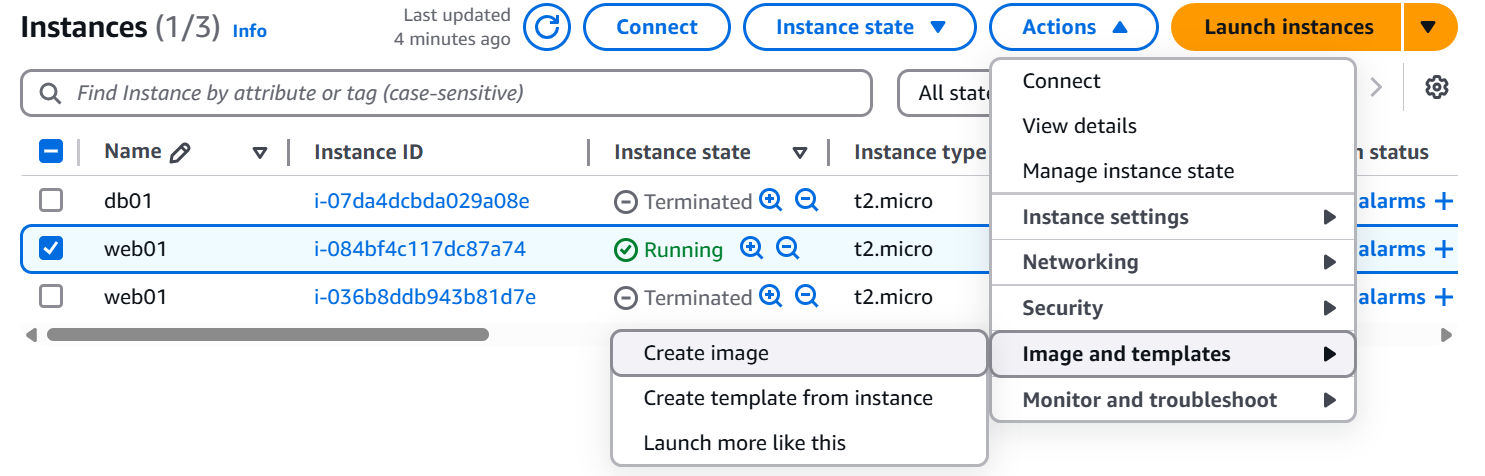 Instances (1/3) Info
Last updated
4 minutes ago
Connect
Instance state
Actions
Launch instances
Find Instance by attribute or tag (case-sensitive)
All state
Name
Instance ID
Instance state
Instance type
status
db01 i-07da4dcbda029a08e Terminated t2.micro alarms
web01 i-084bf4c117dc87a74 Running t2.micro alarms
web01 i-036b8ddb943b81d7e Terminated t2.micro alarms
Connect
View details
Manage instance state
Instance settings
Networking
Security
Image and templates
Monitor and troubleshoot
Create image
Create template from instance
Launch more like this